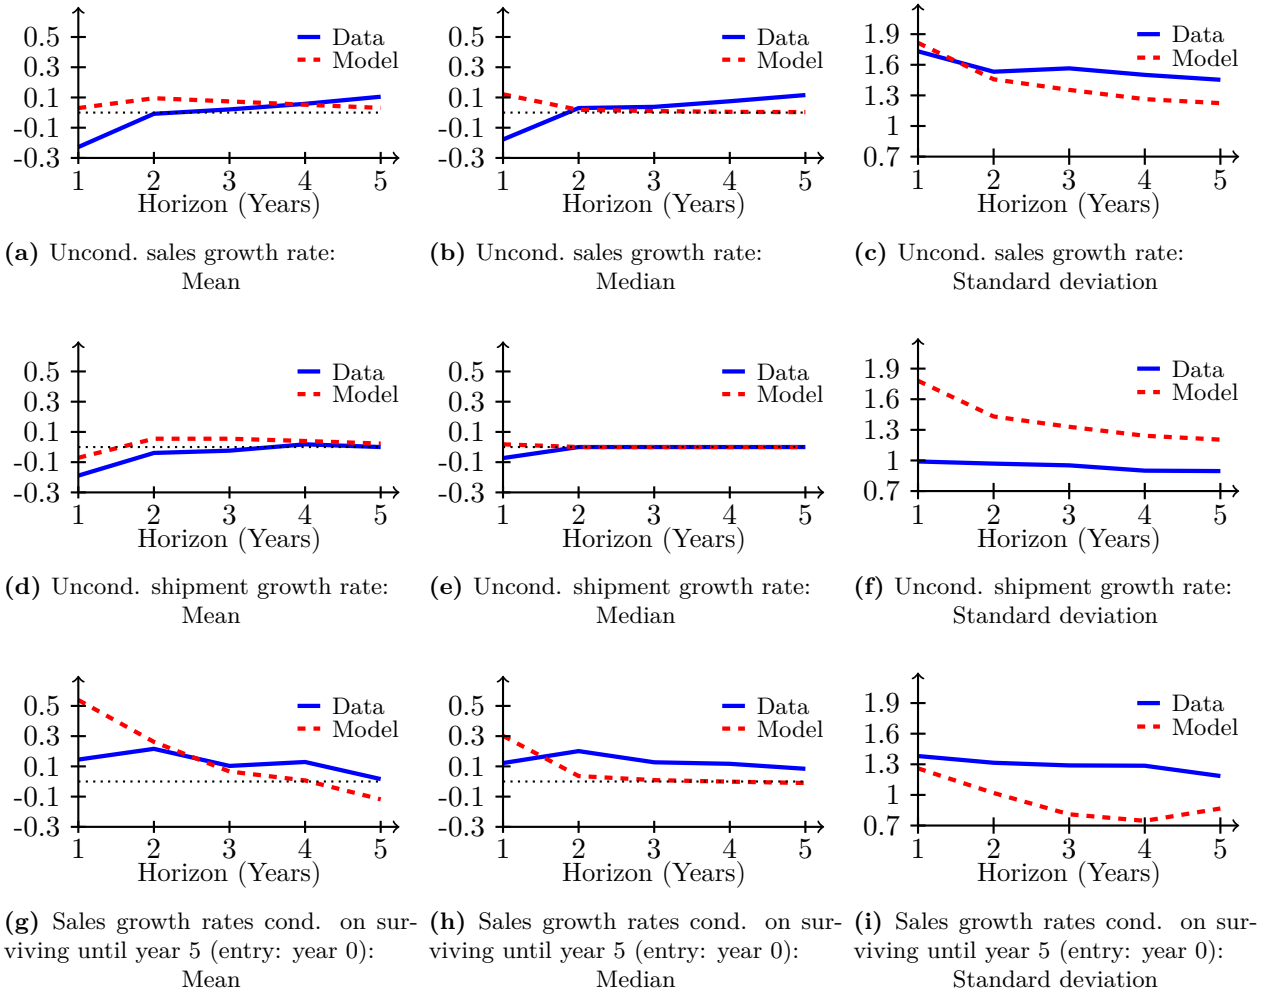 0.5
0.3
0.1
-0.1
-0.3
1 2 3 4 5
Horizon (Years)
Data
Model
(a) Uncond. sales growth rate:
Mean
0.5
0.3
0.1
-0.1
-0.3
1 2 3 4 5
Horizon (Years)
Data
Model
(b) Uncond. sales growth rate:
Median
1.9
1.6
1.3
1
0.7
1 2 3 4 5
Horizon (Years)
Data
Model
(c) Uncond. sales growth rate:
Standard deviation
0.5
0.3
0.1
-0.1
-0.3
1 2 3 4 5
Horizon (Years)
Data
Model
(d) Uncond. shipment growth rate:
Mean
0.5
0.3
0.1
-0.1
-0.3
1 2 3 4 5
Horizon (Years)
Data
Model
(e) Uncond. shipment growth rate:
Median
1.9
1.6
1.3
1
0.7
1 2 3 4 5
Horizon (Years)
Data
Model
(f) Uncond. shipment growth rate:
Standard deviation
0.5
0.3
0.1
-0.1
-0.3
1 2 3 4 5
Horizon (Years)
Data
Model
(g) Sales growth rates cond. on sur-
viving until year 5 (entry: year 0):
Mean
0.5
0.3
0.1
-0.1
-0.3
1 2 3 4 5
Horizon (Years)
Data
Model
(h) Sales growth rates cond. on sur-
viving until year 5 (entry: year 0):
Median
1.9
1.6
1.3
1
0.7
1 2 3 4 5
Horizon (Years)
Data
Model
(i) Sales growth rates cond. on sur-
viving until year 5 (entry: year 0):
Standard deviation